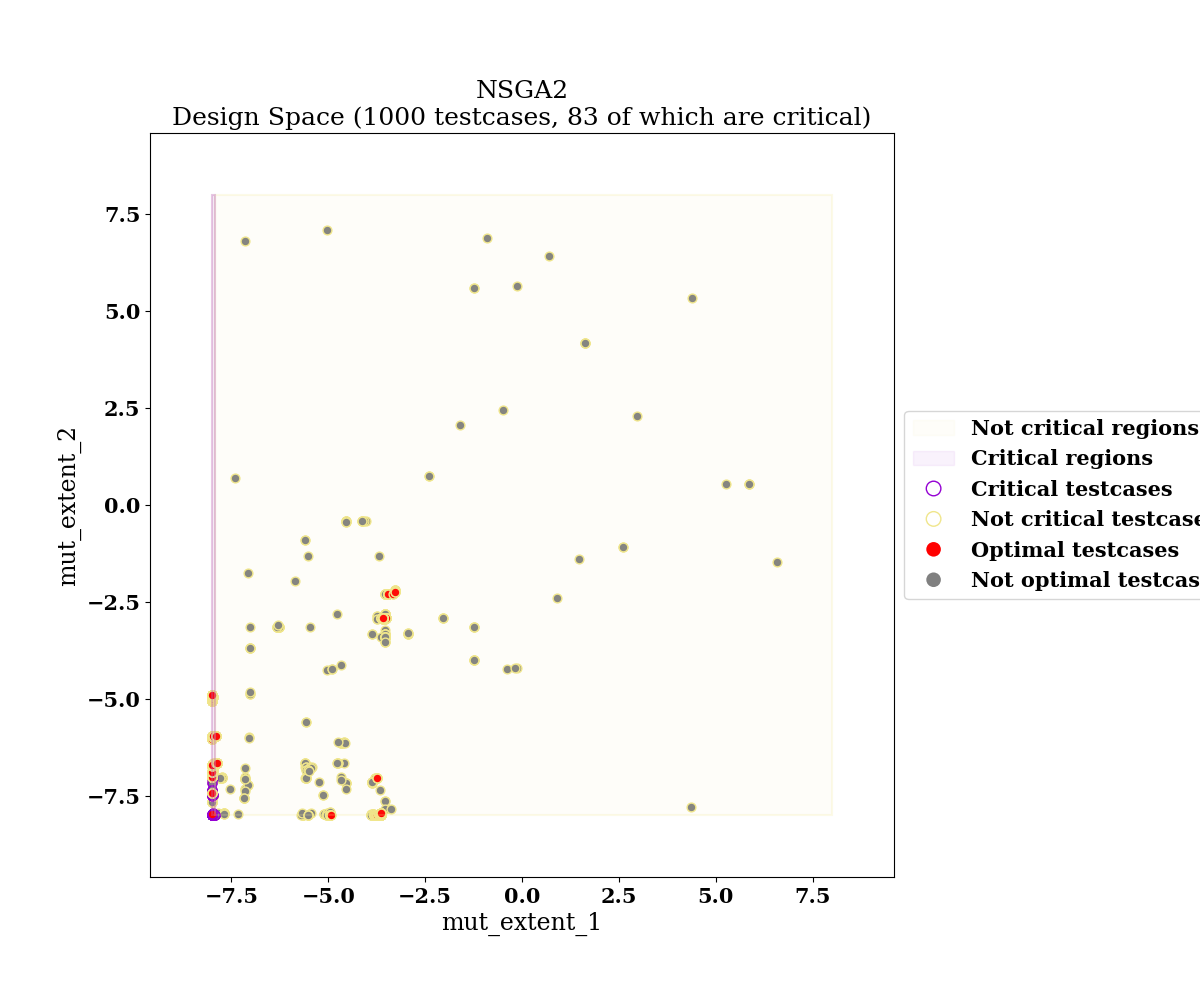 NSGA2
Design Space (1000 testcases, 83 of which are critical)
mut_extent_2
7.5
5.0
2.5
0.0
−2.5
−5.0
−7.5
−7.5
−5.0
−2.5
0.0
2.5
5.0
7.5
mut_extent_1
Not critical regions
Critical regions
Critical testcases
Not critical testcase
Optimal testcases
Not optimal testcas